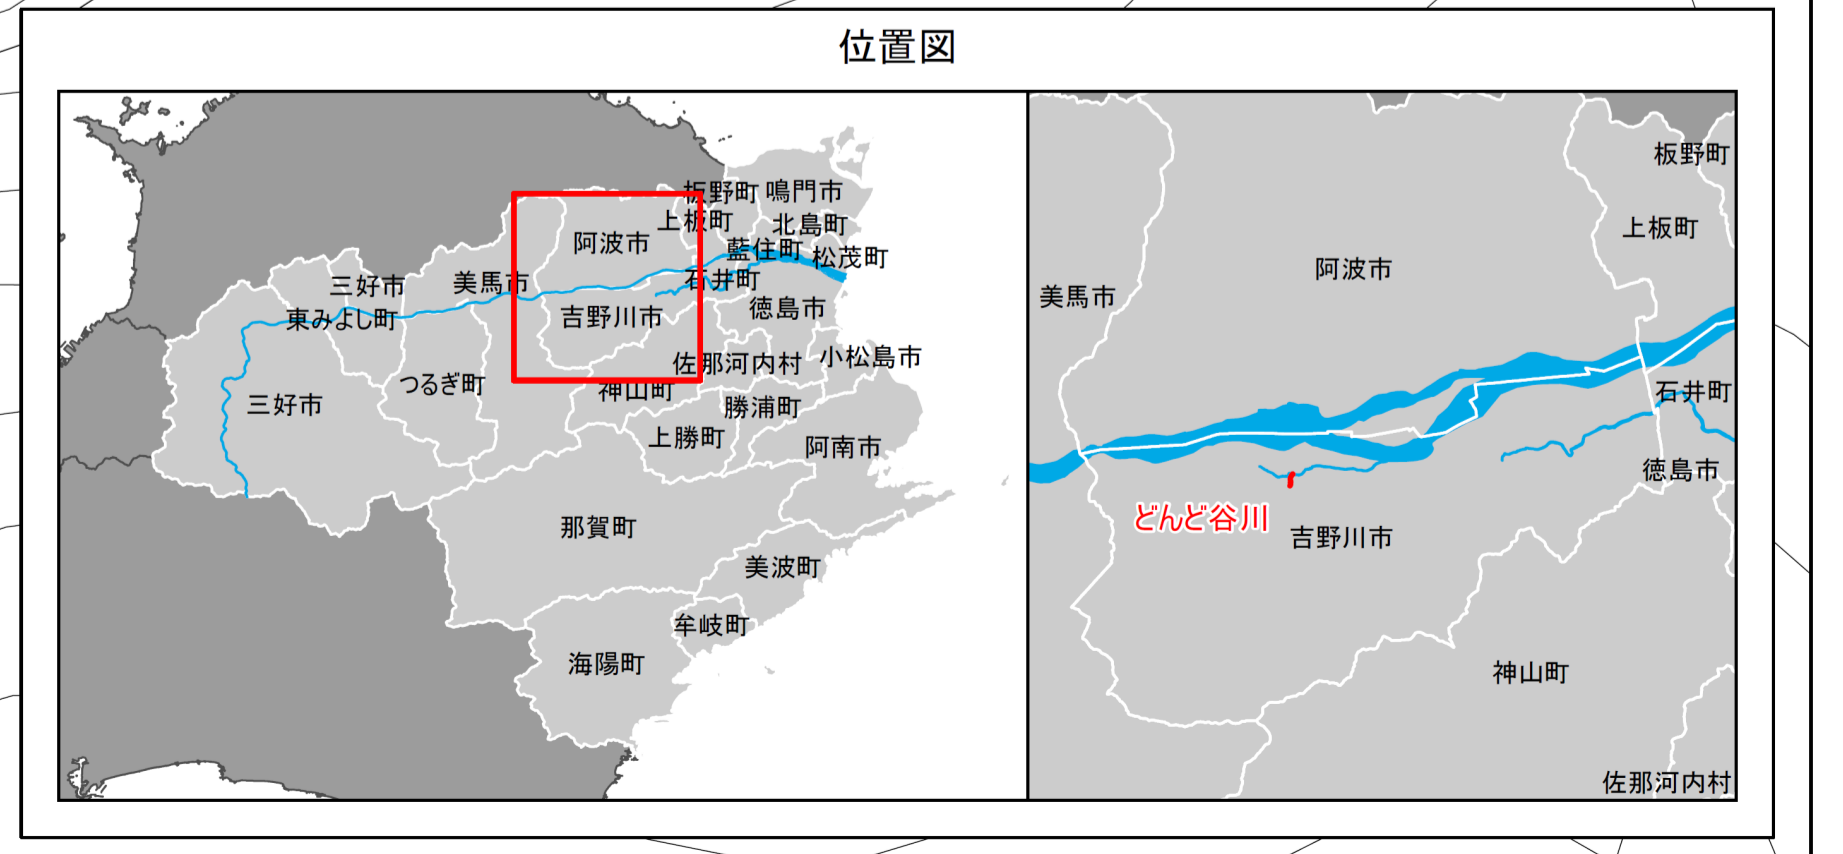 位置図
板野町
鳴門市
上板町
北島町
阿波市
藍住町
松茂町
三好市
美馬市
石井町
東みよし町
吉野川市
徳島市
佐那河内村
小松島市
つるぎ町
神山町
三好市
勝浦町
上勝町
阿南市
那賀町
美波町
牟岐町
海陽町
板野町
上板町
阿波市
美馬市
石井町
徳島市
どんど谷川
吉野川市
神山町
佐那河内村